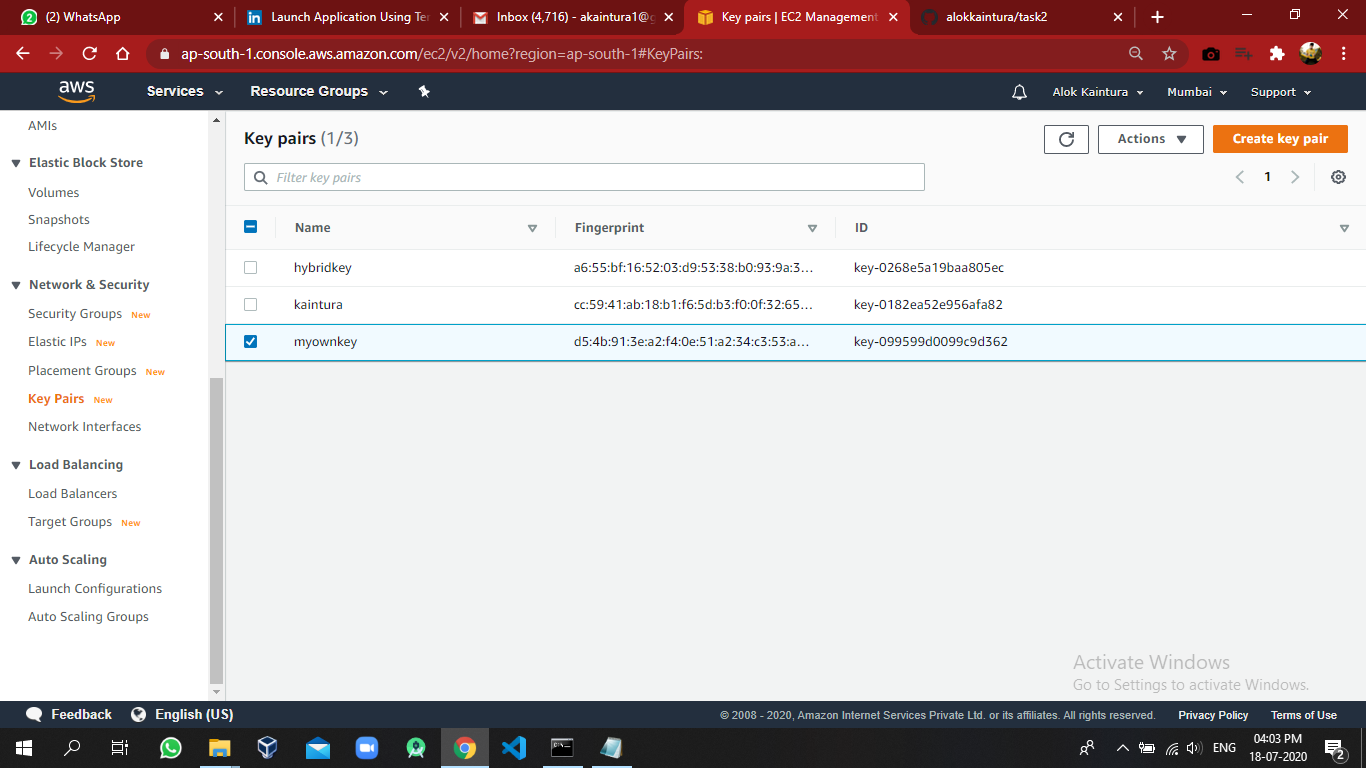 (2) WhatsApp
Launch Application Using Ter
Inbox (4,716) - akaintura1@g
Key pairs | EC2 Management
alokkaintura/task2
ap-south-1.console.aws.amazon.com/ec2/v2/home?region=ap-south-1#KeyPairs:
aws
Services
Resource Groups
Alok Kaintura
Mumbai
Support
AMIs
Elastic Block Store
Volumes
Snapshots
Lifecycle Manager
Network & Security
Security Groups New
Elastic IPs New
Placement Groups New
Key Pairs New
Network Interfaces
Load Balancing
Load Balancers
Target Groups New
Auto Scaling
Launch Configurations
Auto Scaling Groups
Key pairs (1/3)
Actions
Create key pair
Filter key pairs
1
Name Fingerprint ID
hybridkey a6:55:bf:16:52:03:d9:53:38:b0:93:9a:3... key-0268e5a19baa805ec
kaintura cc:59:41:ab:18:b1:f6:5d:b3:f0:0f:32:65... key-0182ea52e956afa82
myownkey d5:4b:91:3e:a2:f4:0e:51:a2:34:c3:53:a... key-099599d0099c9d362
Activate Windows
Go to Settings to activate Windows.
Feedback
English (US)
© 2008 - 2020, Amazon Internet Services Private Ltd. or its affiliates. All rights reserved.
Privacy Policy
Terms of Use
ENG
04:03 PM
18-07-2020
2